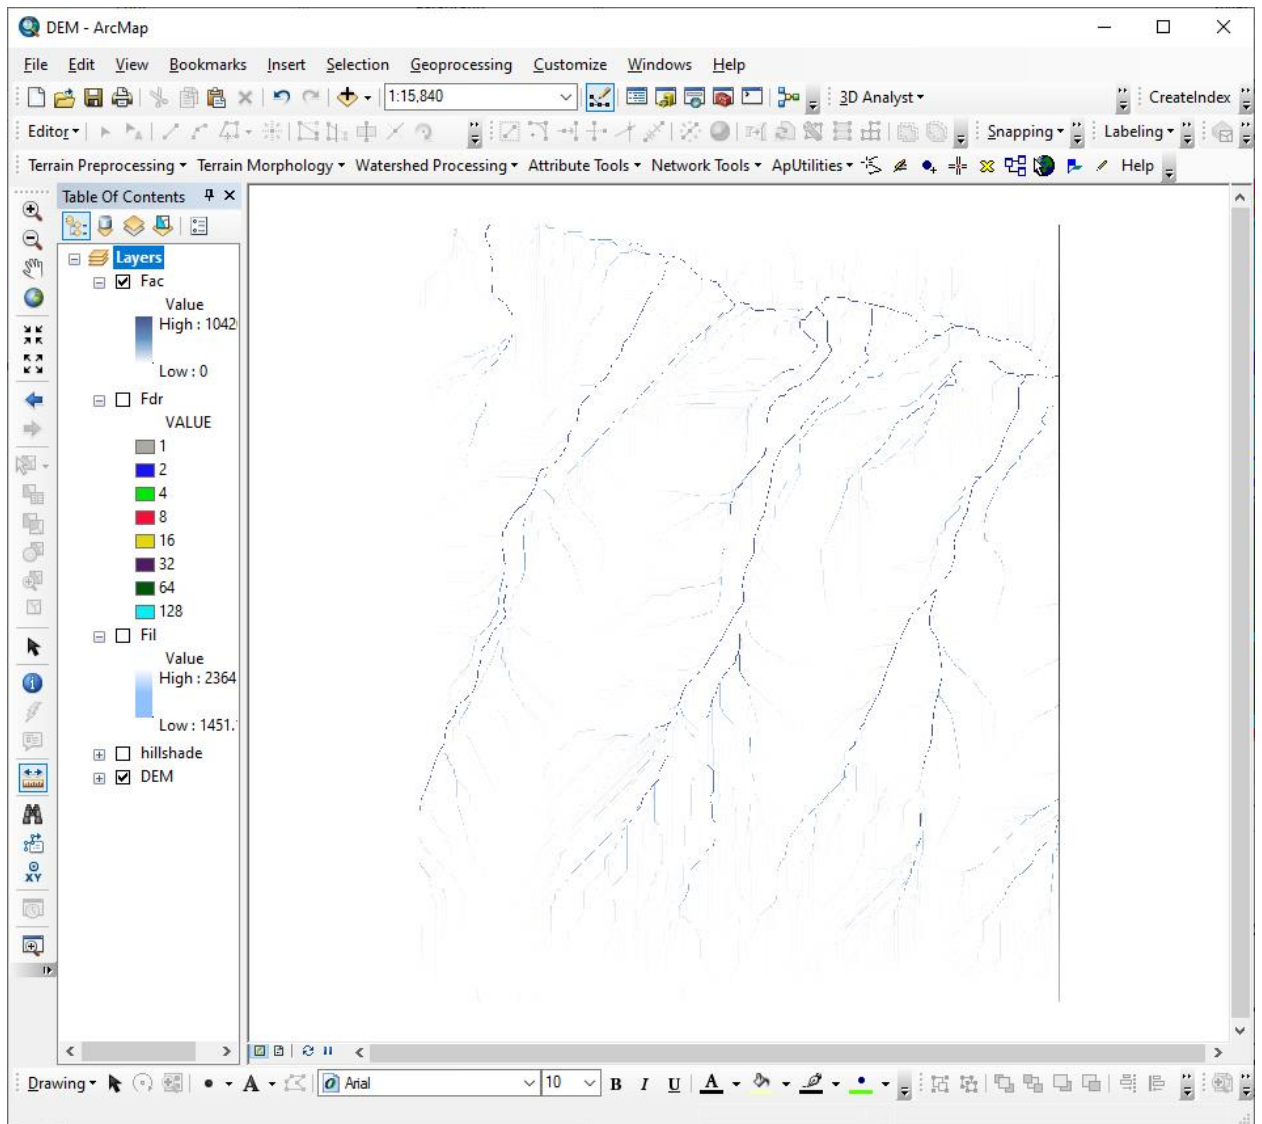 DEM - ArcMap
File Edit View Bookmarks Insert Selection Geoprocessing Customize Windows Help
1:15,840 3D Analyst CreateIndex
Editor Snapping Labeling
Terrain Preprocessing Terrain Morphology Watershed Processing Attribute Tools Network Tools ApUtilities Help
Table Of Contents
Layers
Fac
Value
High : 1042
Low : 0
Fdr
VALUE
1
2
4
8
16
32
64
128
Fil
Value
High : 2364
Low : 1451.
hillshade
DEM
XY
Drawing A Arial 10 B I U A